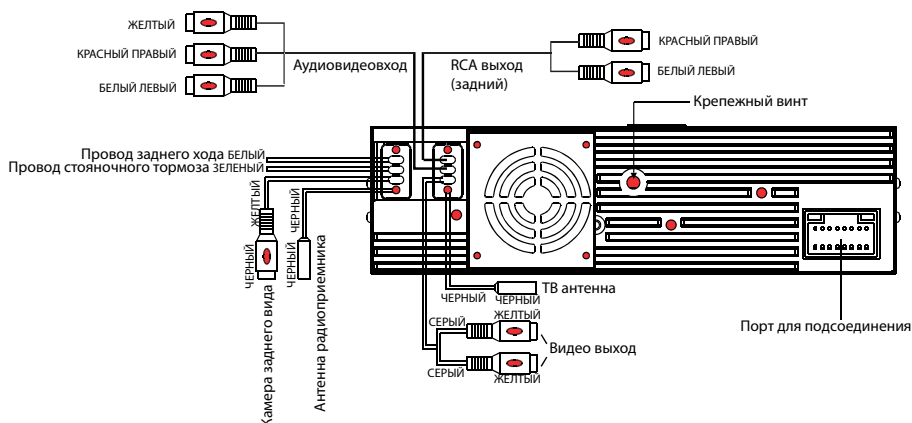 ЖЕЛТЫЙ
КРАСНЫЙ ПРАВЫЙ
БЕЛЫЙ ЛЕВЫЙ
Аудиовидеовход
RCA выход
(задний)
КРАСНЫЙ ПРАВЫЙ
БЕЛЫЙ ЛЕВЫЙ
Крепежный винт
Провод заднего хода БЕЛЫЙ
Провод стояночного тормоза ЗЕЛЕНЫЙ
ЖЕЛТЫЙ
ЧЕРНЫЙ
Камера заднего вида
ЧЕРНЫЙ
ЧЕРНЫЙ
Антенна радиоприемника
ЧЕРНЫЙ
ЧЕРНЫЙ
ТВ антенна
СЕРЫЙ
ЖЕЛТЫЙ
СЕРЫЙ
ЖЕЛТЫЙ
Видео выход
Порт для подсоединения